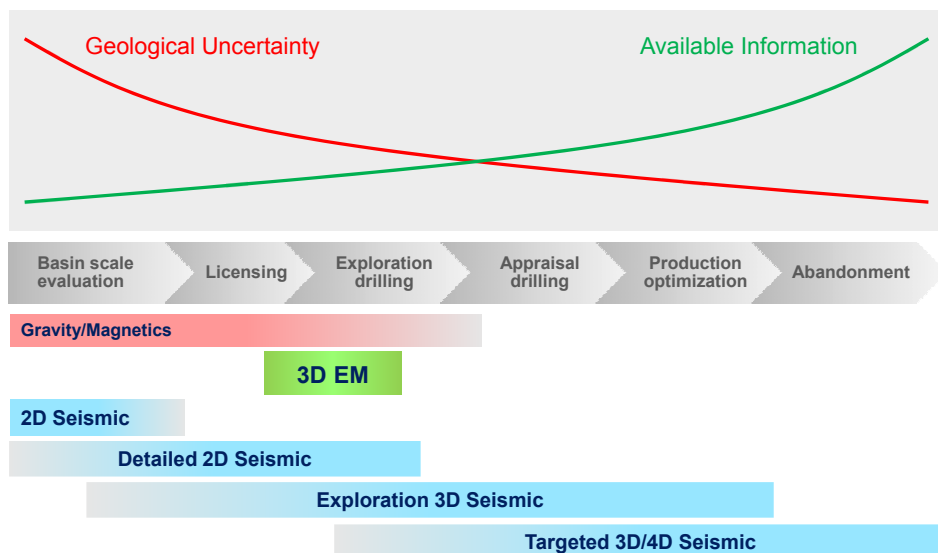 Geological Uncertainty
Available Information
Basin scale
evaluation
Licensing
Exploration
drilling
Appraisal
drilling
Production
optimization
Abandonment
Gravity/Magnetics
3D EM
2D Seismic
Detailed 2D Seismic
Exploration 3D Seismic
Targeted 3D/4D Seismic